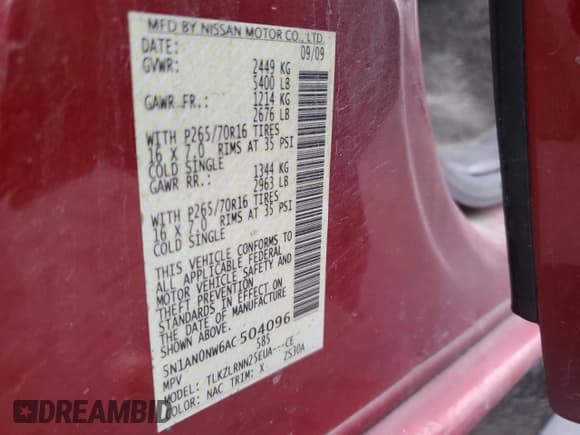 MFD BY NISSAN MOTOR CO., LTD.
DATE: 09/09
GVWR: 2449 KG
5400 LB
GAWR FR.: 1214 KG
2676 LB
WITH P265/70R16 TIRES
16 X 7.0 RIMS AT 35 PSI
COLD SINGLE
GAWR RR.: 1344 KG
2963 LB
WITH P265/70R16 TIRES
16 X 7.0 RIMS AT 35 PSI
COLD SINGLE
THIS VEHICLE CONFORMS TO
ALL APPLICABLE FEDERAL
MOTOR VEHICLE SAFETY AND
THEFT PREVENTION
STANDARDS IN EFFECT ON
THE DATE OF MANUFACTURE
SHOWN ABOVE.
5N1AN0NW6AC504096
MPV 585
MODEL: TLKZLRNN25EUA---CE
COLOR: NAC TRIM: X 2S30A
DREAMBID